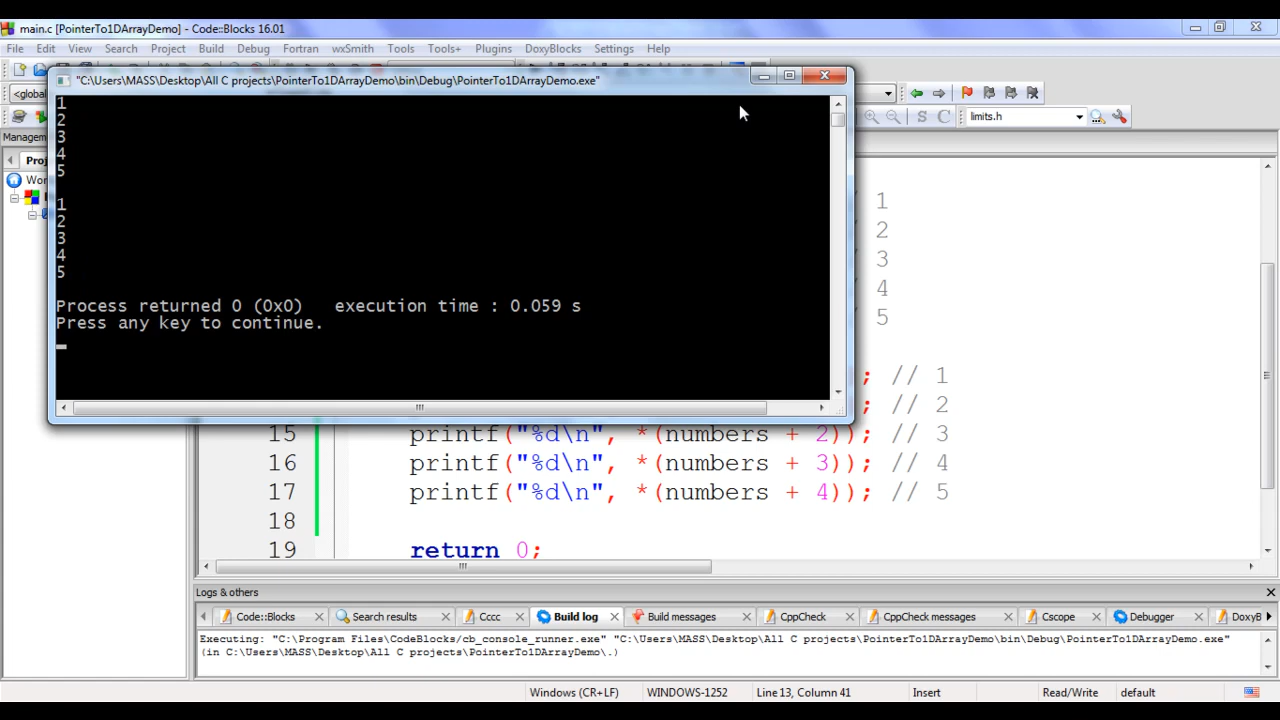 main.c [PointerTo1DArrayDemo] - Code::Blocks 16.01
File Edit View Search Project Build Debug Fortran wxSmith Tools Tools+ Plugins DoxyBlocks Settings Help
"C:\Users\MASS\Desktop\All C projects\PointerTo1DArrayDemo\bin\Debug\PointerTo1DArrayDemo.exe"
<global
S C limits.h
Managem
Proj
Wor
1
2
3
4
5
1
2
3
4
5
Process returned 0 (0x0) execution time : 0.059 s
Press any key to continue.
/ 1
2
3
4
5
; // 1
; // 2
15 printf("%d\n", *(numbers + 2)); // 3
16 printf("%d\n", *(numbers + 3)); // 4
17 printf("%d\n", *(numbers + 4)); // 5
18
19 return 0;
Logs & others
Code::Blocks Search results Cccc Build log Build messages CppCheck CppCheck messages Cscope Debugger DoxyB
Executing: "C:\Program Files\CodeBlocks/cb_console_runner.exe" "C:\Users\MASS\Desktop\All C projects\PointerTo1DArrayDemo\bin\Debug\PointerTo1DArrayDemo.exe"
(in C:\Users\MASS\Desktop\All C projects\PointerTo1DArrayDemo\.)
Windows (CR+LF) WINDOWS-1252 Line 13, Column 41 Insert Read/Write default